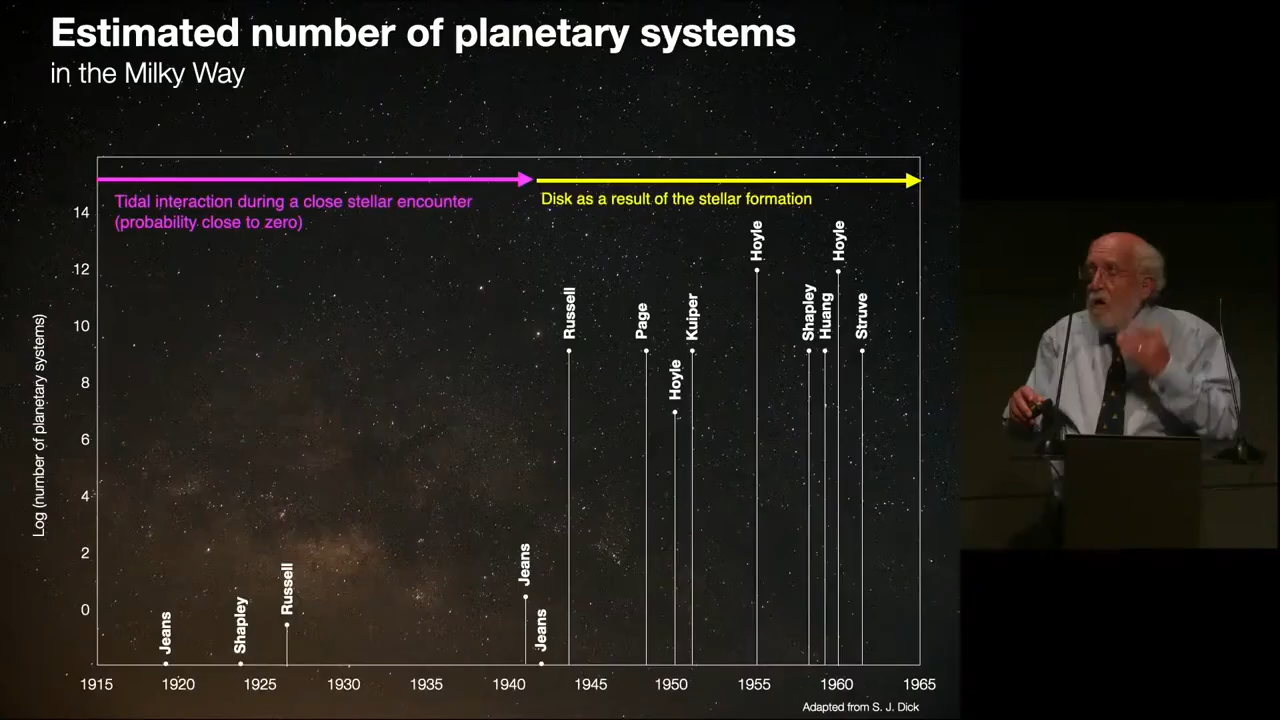 Estimated number of planetary systems
in the Milky Way
Tidal interaction during a close stellar encounter
(probability close to zero)
Disk as a result of the stellar formation
Log (number of planetary systems)
14
12
10
8
6
4
2
0
Jeans
Shapley
Russell
Jeans
Jeans
Russell
Page
Hoyle
Kuiper
Hoyle
Shapley
Huang
Hoyle
Struve
1915
1920
1925
1930
1935
1940
1945
1950
1955
1960
1965
Adapted from S. J. Dick